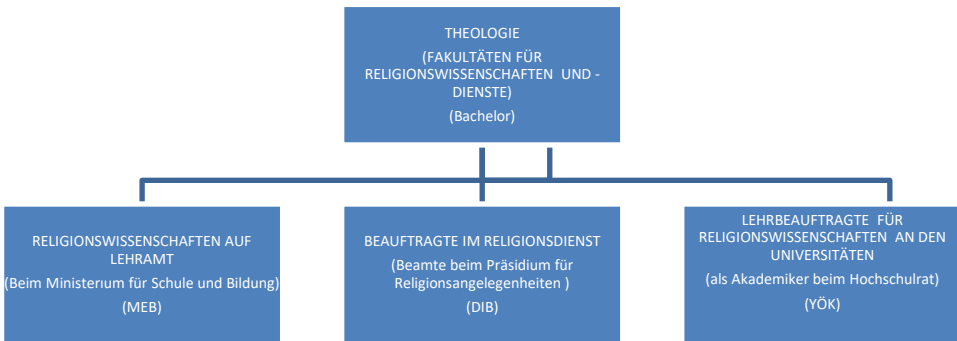 THEOLOGIE
(FAKULTÄTEN FÜR
RELIGIONSWISSENSCHAFTEN UND -
DIENSTE)
(Bachelor)
RELIGIONSWISSENSCHAFTEN AUF
LEHRAMT
(Beim Ministerıum für Schule und Bildung)
(MEB)
BEAUFTRAGTE IM RELIGIONSDIENST
(Beamte beim Präsidium für
Religionsangelegenheiten )
(DIB)
LEHRBEAUFTRAGTE FÜR
RELIGIONSWISSENSCHAFTEN AN DEN
UNIVERSITÄTEN
(als Akademiker beim Hochschulrat)
(YÖK)